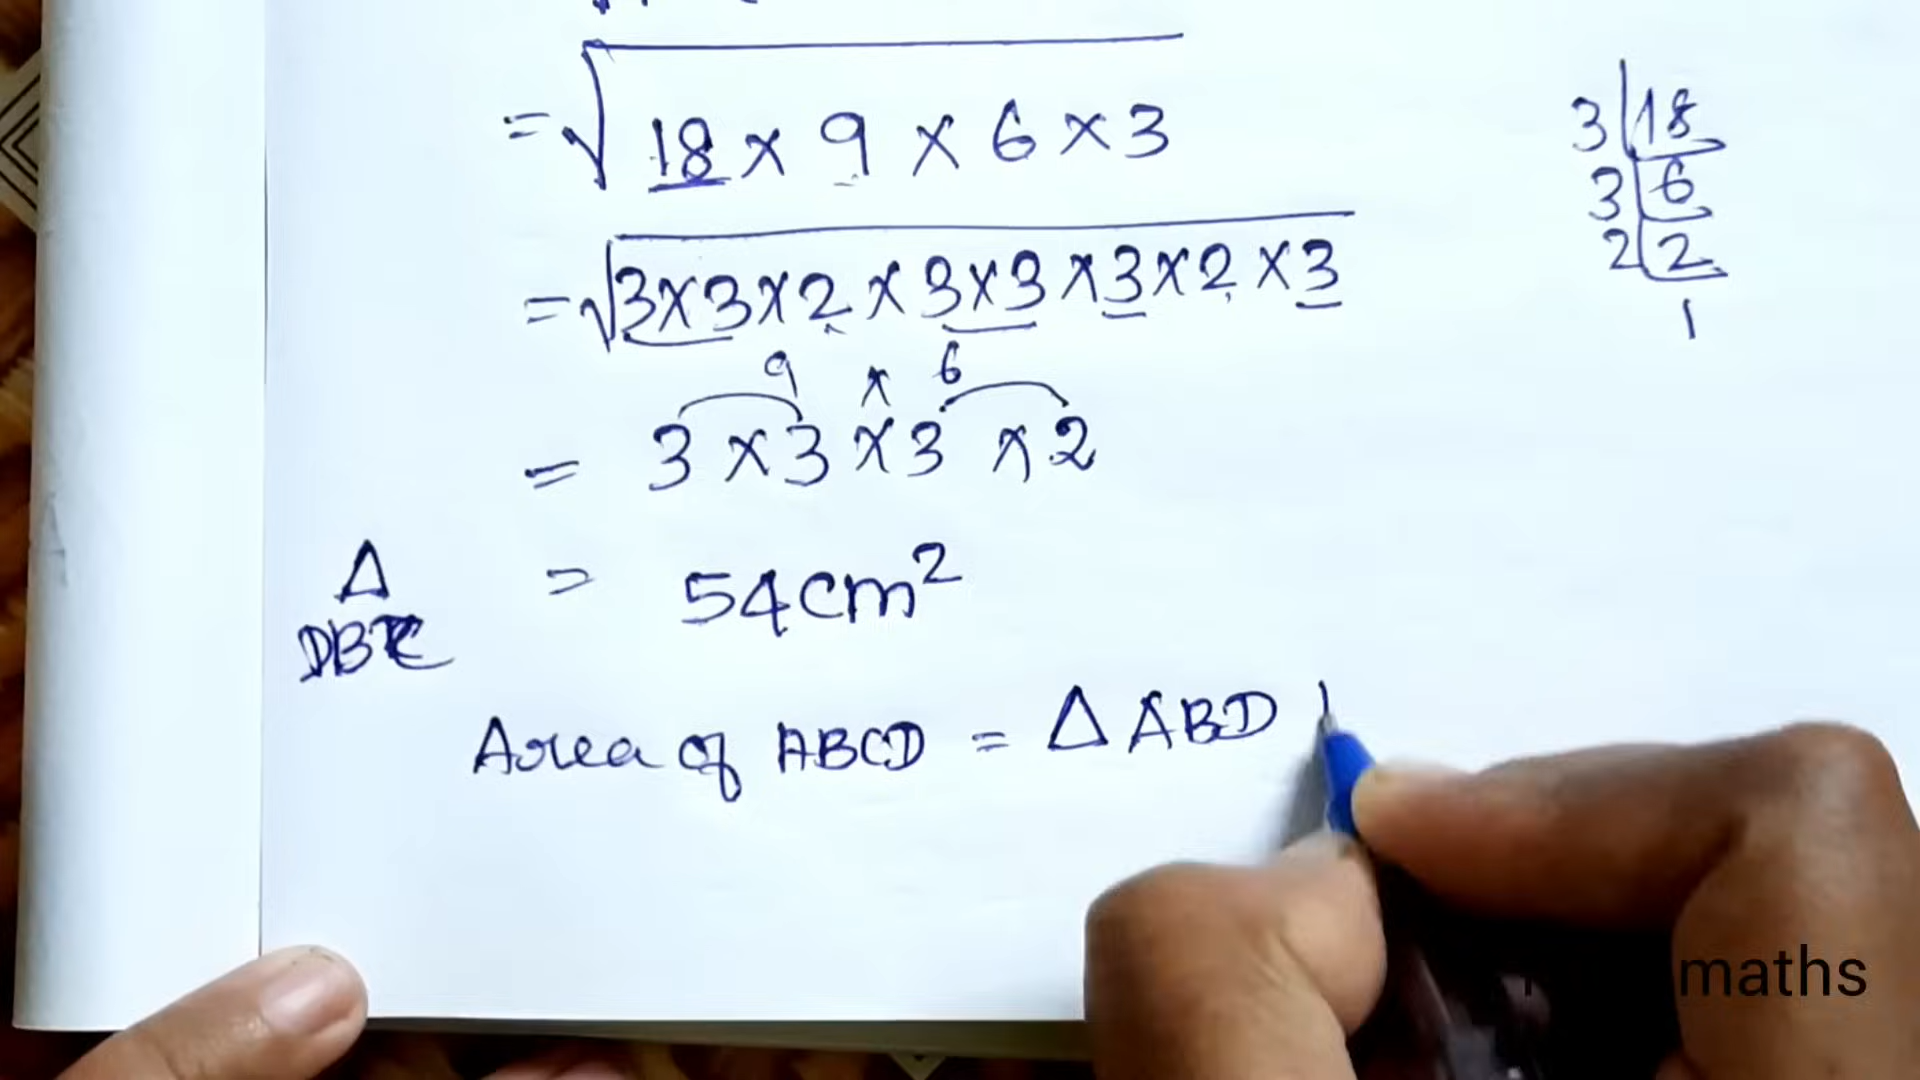 = √18 × 9 × 6 × 3
= √3×3×2 × 3×3 × 3×2 × 3
9 × 6
= 3 × 3 × 3 × 2
Δ = 54cm²
DBC
Area of ABCD = Δ ABD
3 | 18
3 | 6
2 | 2
1
maths